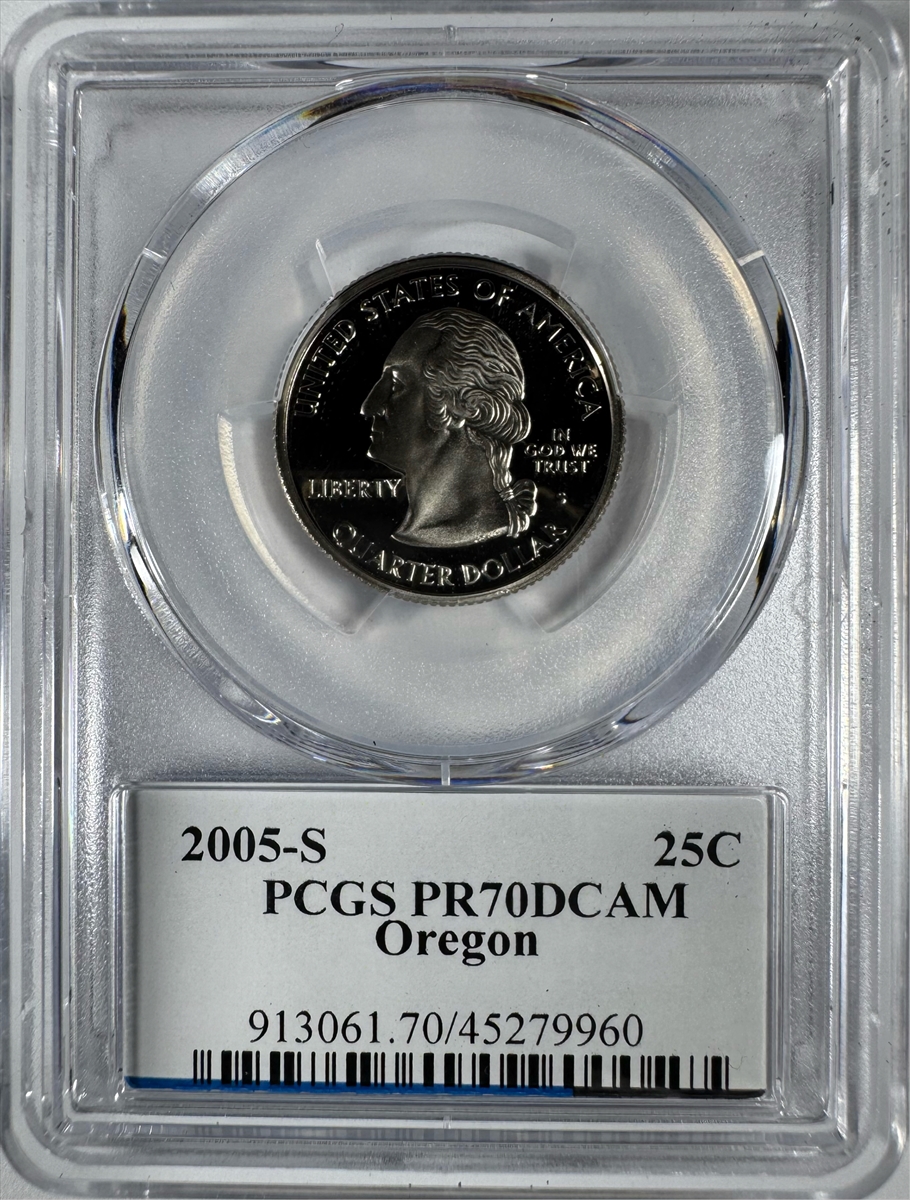 UNITED STATES OF AMERICA
IN
GOD WE
TRUST
LIBERTY
S
QUARTER DOLLAR
2005-S 25C
PCGS PR70DCAM
Oregon
913061.70/45279960